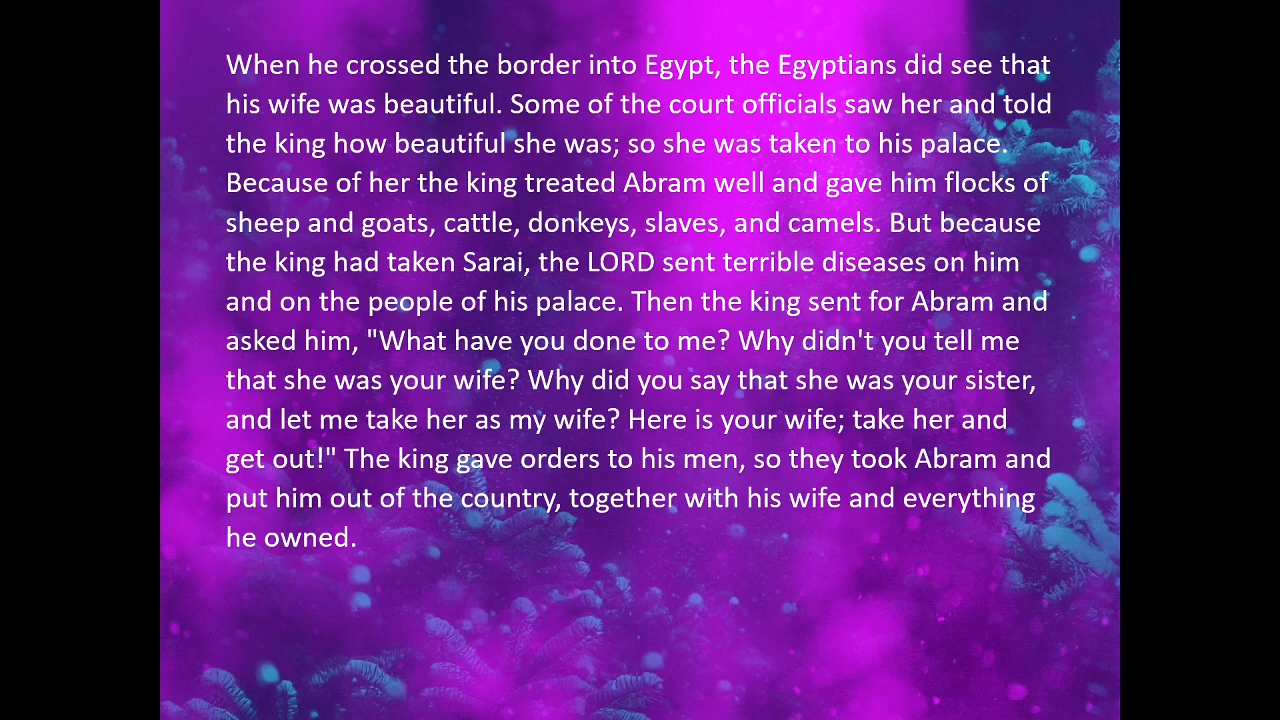 When he crossed the border into Egypt, the Egyptians did see that
his wife was beautiful. Some of the court officials saw her and told
the king how beautiful she was; so she was taken to his palace.
Because of her the king treated Abram well and gave him flocks of
sheep and goats, cattle, donkeys, slaves, and camels. But because
the king had taken Sarai, the LORD sent terrible diseases on him
and on the people of his palace. Then the king sent for Abram and
asked him, "What have you done to me? Why didn't you tell me
that she was your wife? Why did you say that she was your sister,
and let me take her as my wife? Here is your wife; take her and
get out!" The king gave orders to his men, so they took Abram and
put him out of the country, together with his wife and everything
he owned.